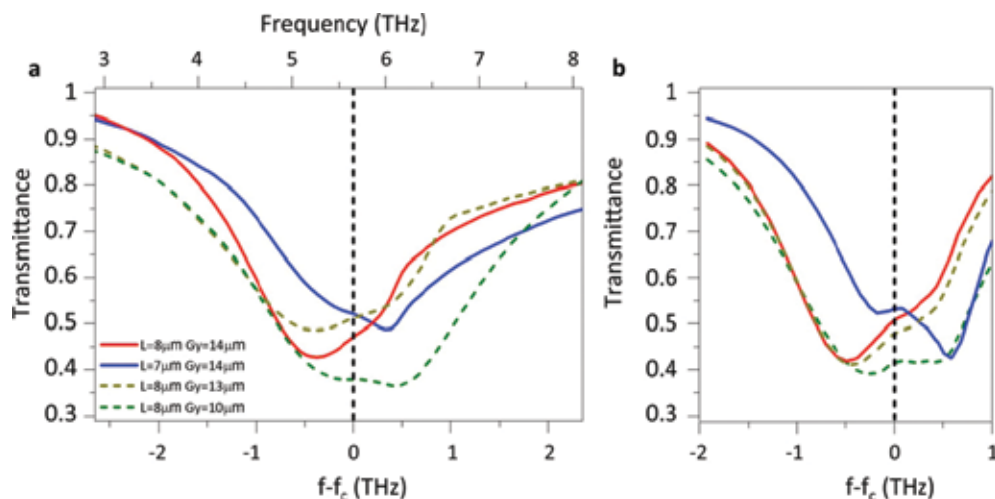 Frequency (THz)
a
3 4 5 6 7 8
b
1
0.9
0.8
0.7
0.6
0.5
0.4
0.3
Transmittance
L=8μm Gy=14μm
L=7μm Gy=14μm
L=8μm Gy=13μm
L=8μm Gy=10μm
-2 -1 0 1 2
f-fc (THz)
1
0.9
0.8
0.7
0.6
0.5
0.4
0.3
Transmittance
-2 -1 0 1
f-fc (THz)